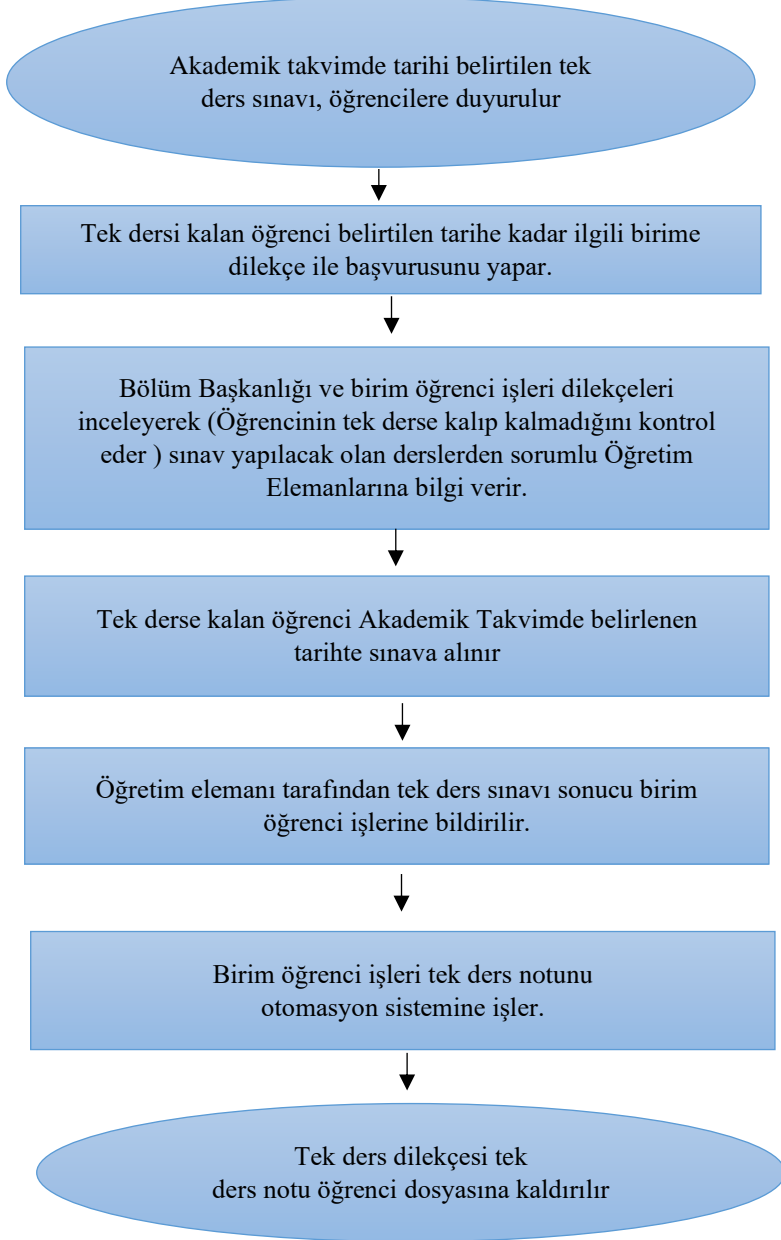 Akademik takvimde tarihi belirtilen tek
ders sınavı, öğrencilere duyurulur
Tek dersi kalan öğrenci belirtilen tarihe kadar ilgili birime
dilekçe ile başvurusunu yapar.
Bölüm Başkanlığı ve birim öğrenci işleri dilekçeleri
inceleyerek (Öğrencinin tek derse kalıp kalmadığını kontrol
eder ) sınav yapılacak olan derslerden sorumlu Öğretim
Elemanlarına bilgi verir.
Tek derse kalan öğrenci Akademik Takvimde belirlenen
tarihte sınava alınır
Öğretim elemanı tarafından tek ders sınavı sonucu birim
öğrenci işlerine bildirilir.
Birim öğrenci işleri tek ders notunu
otomasyon sistemine işler.
Tek ders dilekçesi tek
ders notu öğrenci dosyasına kaldırılır